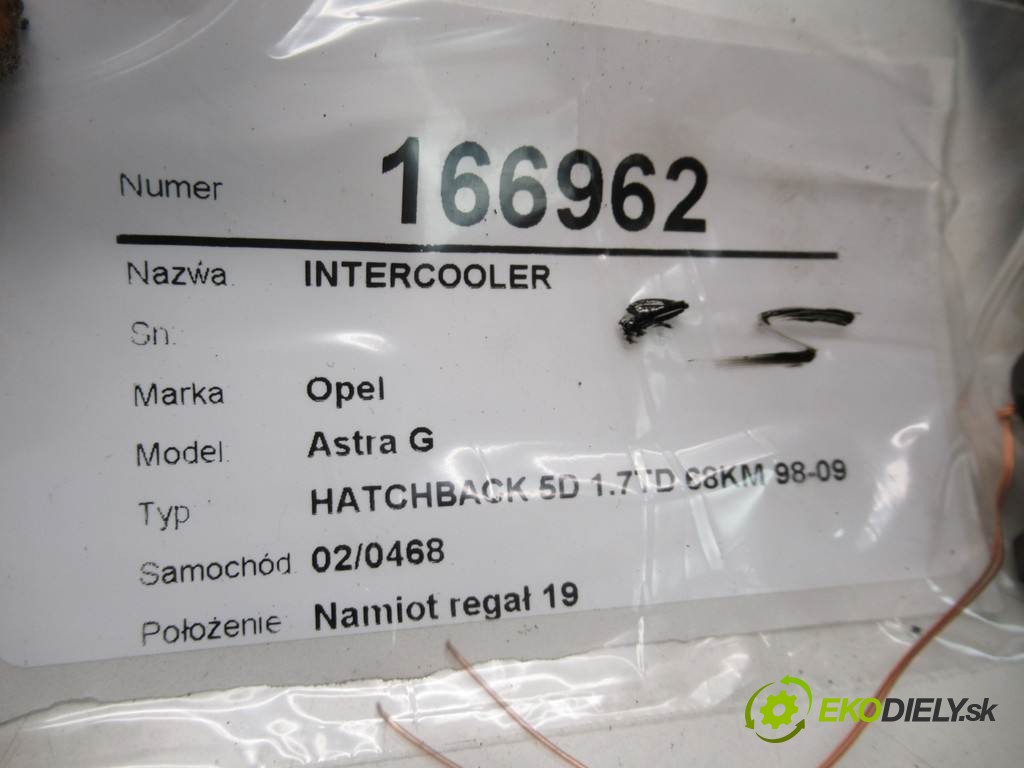 Numer 166962
Nazwa INTERCOOLER
Sn:
Marka Opel
Model: Astra G
Typ HATCHBACK 5D 1.7TD 68KM 98-09
Samochód 02/0468
Położenie Namiot regał 19
EKODIELY.sk